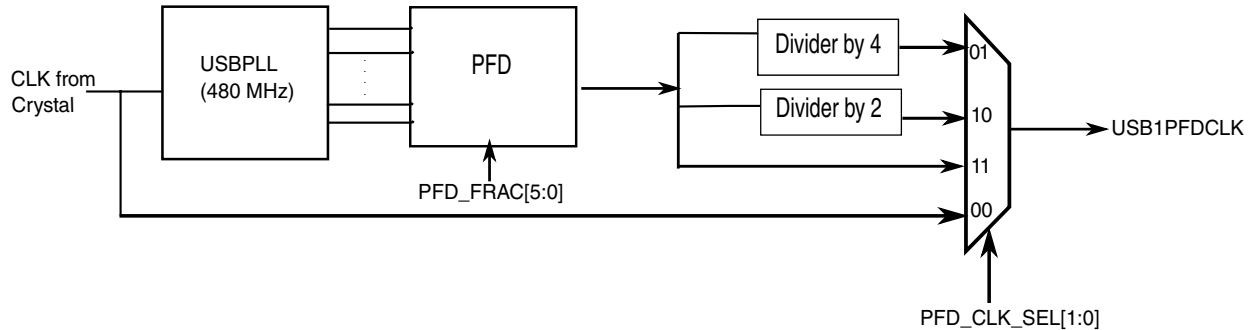 CLK from
Crystal
USBPLL
(480 MHz)
PFD
PFD_FRAC[5:0]
Divider by 4
Divider by 2
01
10
11
00
USB1PFDCLK
PFD_CLK_SEL[1:0]